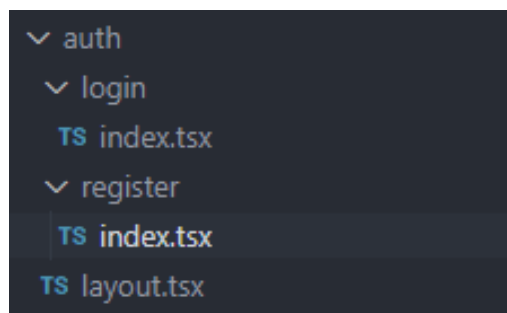 auth
login
TS index.tsx
register
TS index.tsx
TS layout.tsx